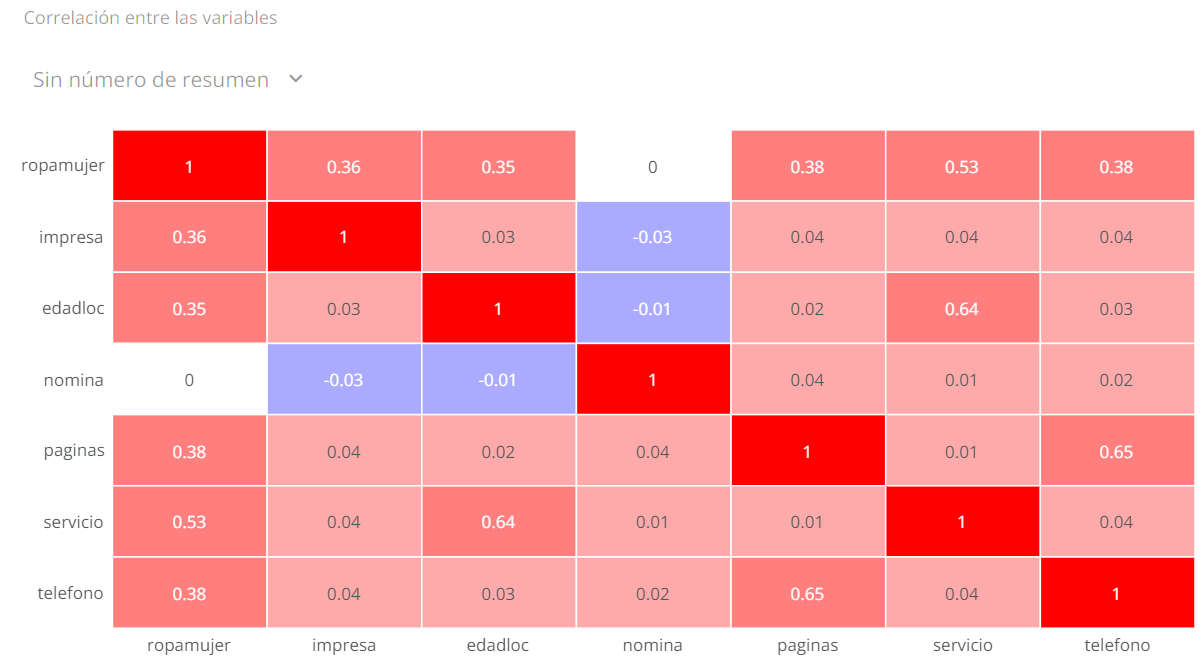 Correlación entre las variables
Sin número de resumen
ropamujer 1 0.36 0.35 0 0.38 0.53 0.38
impresa 0.36 1 0.03 -0.03 0.04 0.04 0.04
edadloc 0.35 0.03 1 -0.01 0.02 0.64 0.03
nomina 0 -0.03 -0.01 1 0.04 0.01 0.02
paginas 0.38 0.04 0.02 0.04 1 0.01 0.65
servicio 0.53 0.04 0.64 0.01 0.01 1 0.04
telefono 0.38 0.04 0.03 0.02 0.65 0.04 1
ropamujer impresa edadloc nomina paginas servicio telefono